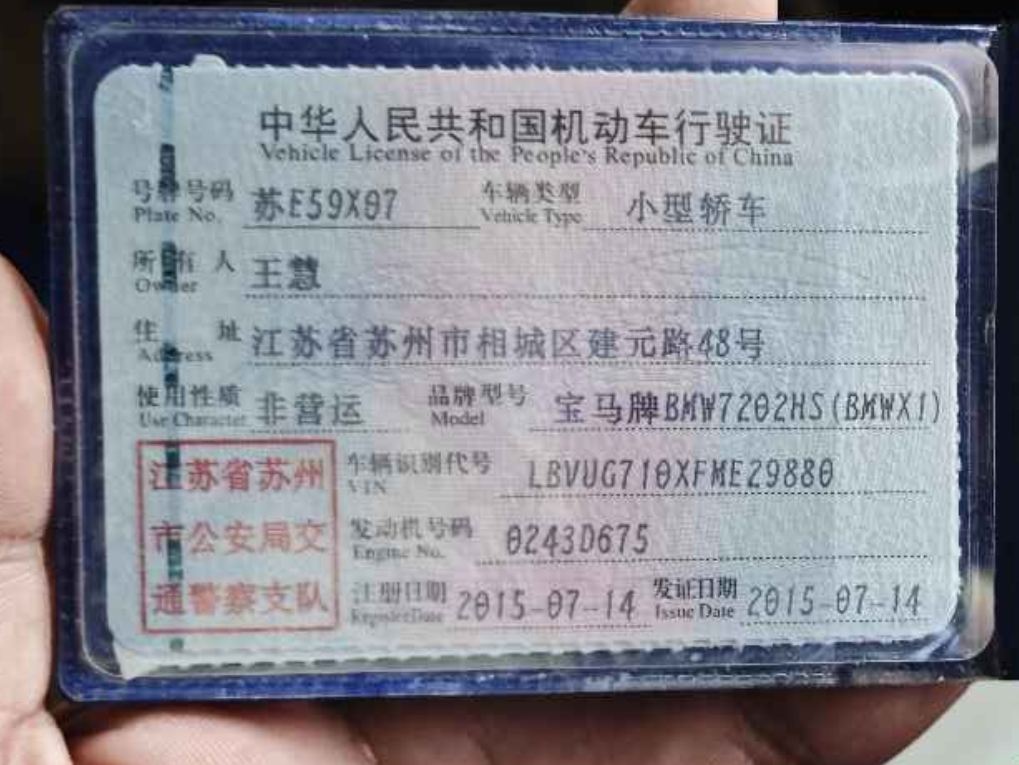 中华人民共和国机动车行驶证
Vehicle License of the People's Republic of China
号牌号码 苏E59X07 车辆类型 小型轿车
Plate No. Vehicle Type
所有人 王慧
Owner
住址 江苏省苏州市相城区建元路48号
Address
使用性质 非营运 品牌型号 宝马牌BMW7202HS(BMWX1)
Use Character Model
江苏省苏州
市公安局交
通警察支队
车辆识别代号 LBVUG710XFME29880
VIN
发动机号码 0243D675
Engine No.
注册日期 2015-07-14 发证日期 2015-07-14
Register Date Issue Date